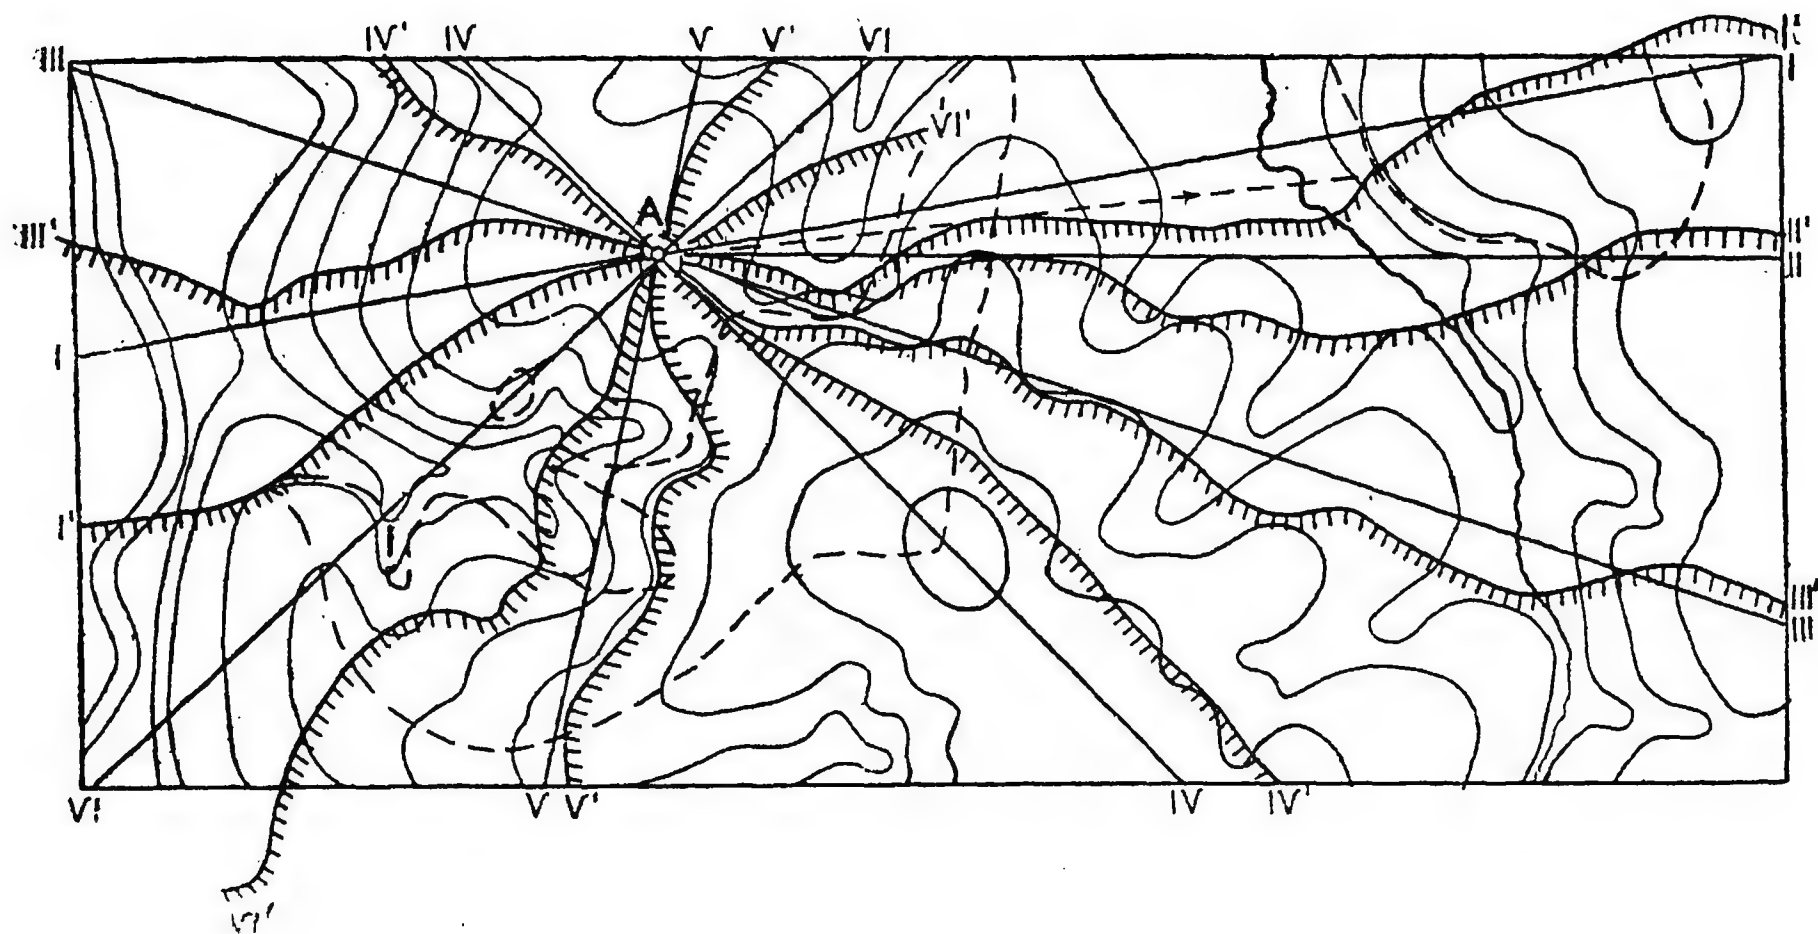 IV' IV V V' VI
III I'
I
VI'
A
III' II'
II
I
I'
III'
III
VI V V' IV IV'
VI'